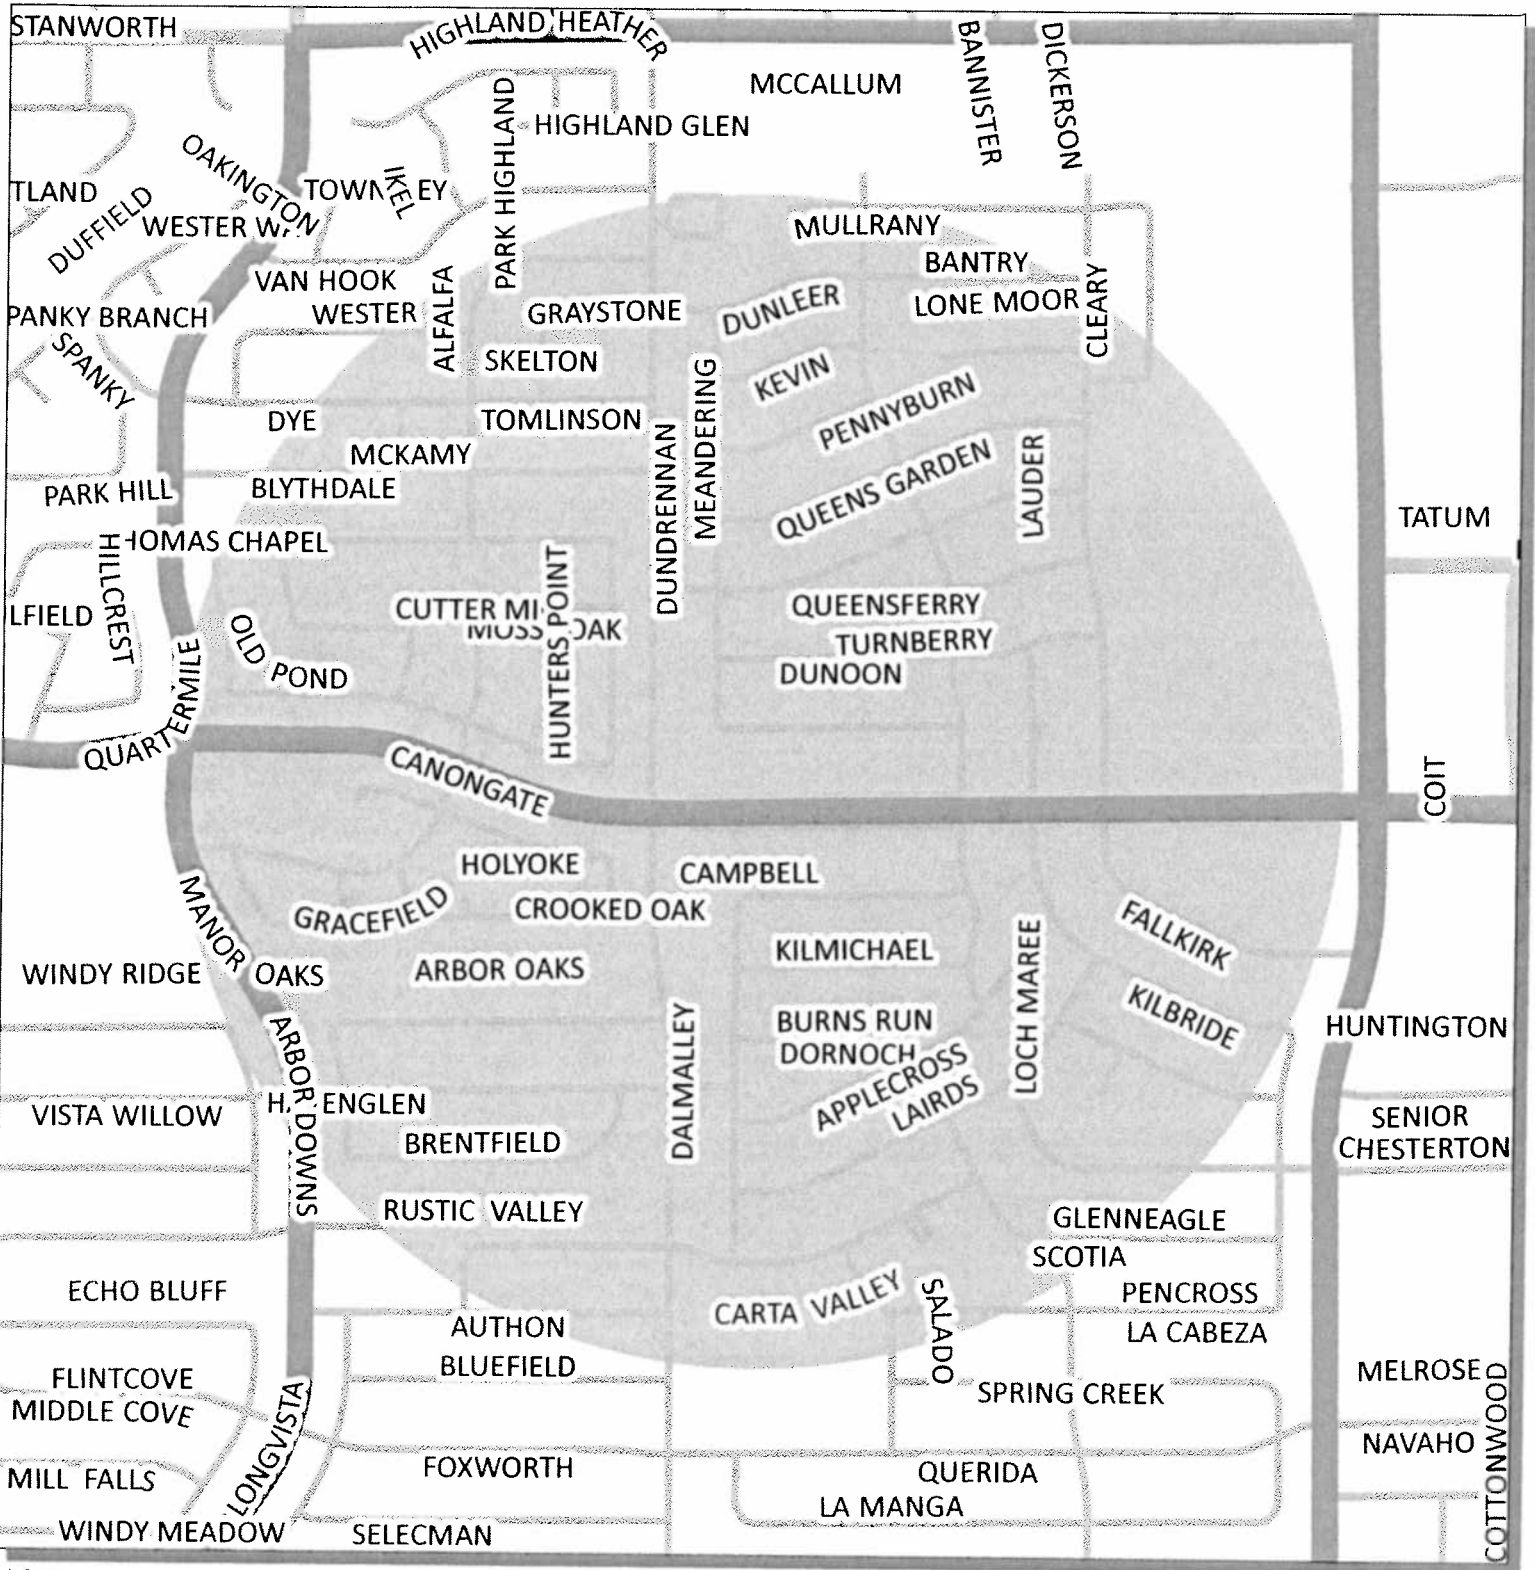 STANWORTH
HIGHLAND HEATHER
BANNISTER
DICKERSON
MCCALLUM
PARK HIGHLAND
HIGHLAND GLEN
OAKINGTON
IKEL
TLAND
DUFFIELD
WESTER
MULLRANY
BANTRY
VAN HOOK
WESTER
ALFALFA
GRAYSTONE
DUNLEER
LONE MOOR
CLEARY
PANKY BRANCH
SPANKY
SKELTON
KEVIN
MEANDERING
PENNYBURN
DYE
TOMLINSON
DUNDRENNAN
MCKAMY
QUEENS GARDEN
LAUDER
PARK HILL
BLYTHDALE
TATUM
HOMAS CHAPEL
HILLCREST
HUNTERS POINT
LFIELD
CUTTER
QUEENSFERRY
OLD POND
TURNBERRY
DUNOON
QUARTERMILE
CANONGATE
COIT
HOLYOKE
CAMPBELL
MANOR OAKS
GRACEFIELD
CROOKED OAK
FALLKIRK
LOCH MAREE
KILMICHAEL
WINDY RIDGE
ARBOR OAKS
DALMALLEY
KILBRIDE
ARBOR DOWNS
BURNS RUN
HUNTINGTON
DORNOCH
APPLECROSS
LAIRDS
ENGLEN
VISTA WILLOW
SENIOR
BRENTFIELD
CHESTERTON
RUSTIC VALLEY
GLENNEAGLE
SCOTIA
ECHO BLUFF
CARTA VALLEY
SALADO
PENCROSS
AUTHON
LA CABEZA
BLUEFIELD
FLINTCOVE
MELROSE
COTTONWOOD
LONGVISTA
SPRING CREEK
MIDDLE COVE
NAVAHO
MILL FALLS
FOXWORTH
QUERIDA
LA MANGA
WINDY MEADOW
SELECMAN